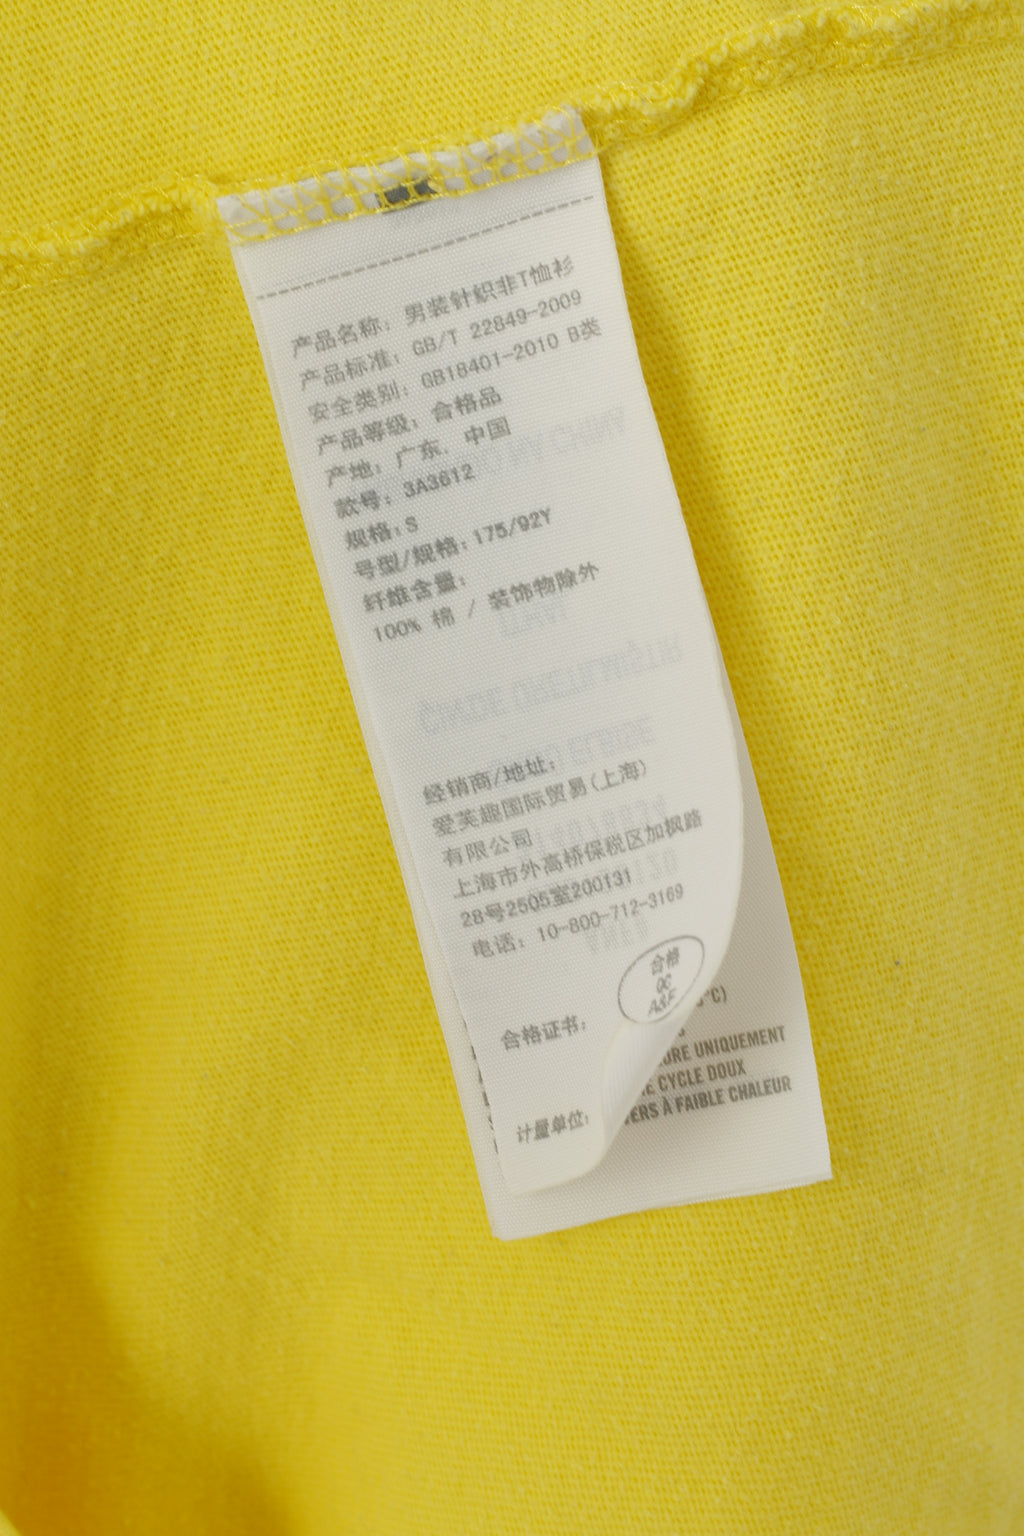 产品名称：男装针织非T恤衫
产品标准：GB/T 22849-2009
安全类别：GB18401-2010 B类
产品等级：合格品
产地：广东．中国
款号：3A3612
规格：S
号型/规格：175/92Y
纤维含量：
100% 棉 / 装饰物除外
经销商/地址：
爱芙趣国际贸易(上海)
有限公司
上海市外高桥保税区加枫路
28号2505室200131
电话：10-800-712-3169
合格证书：
合格
QC
A&F
计量单位：
°C)
UNIQUEMENT
CYCLE DOUX
À FAIBLE CHALEUR